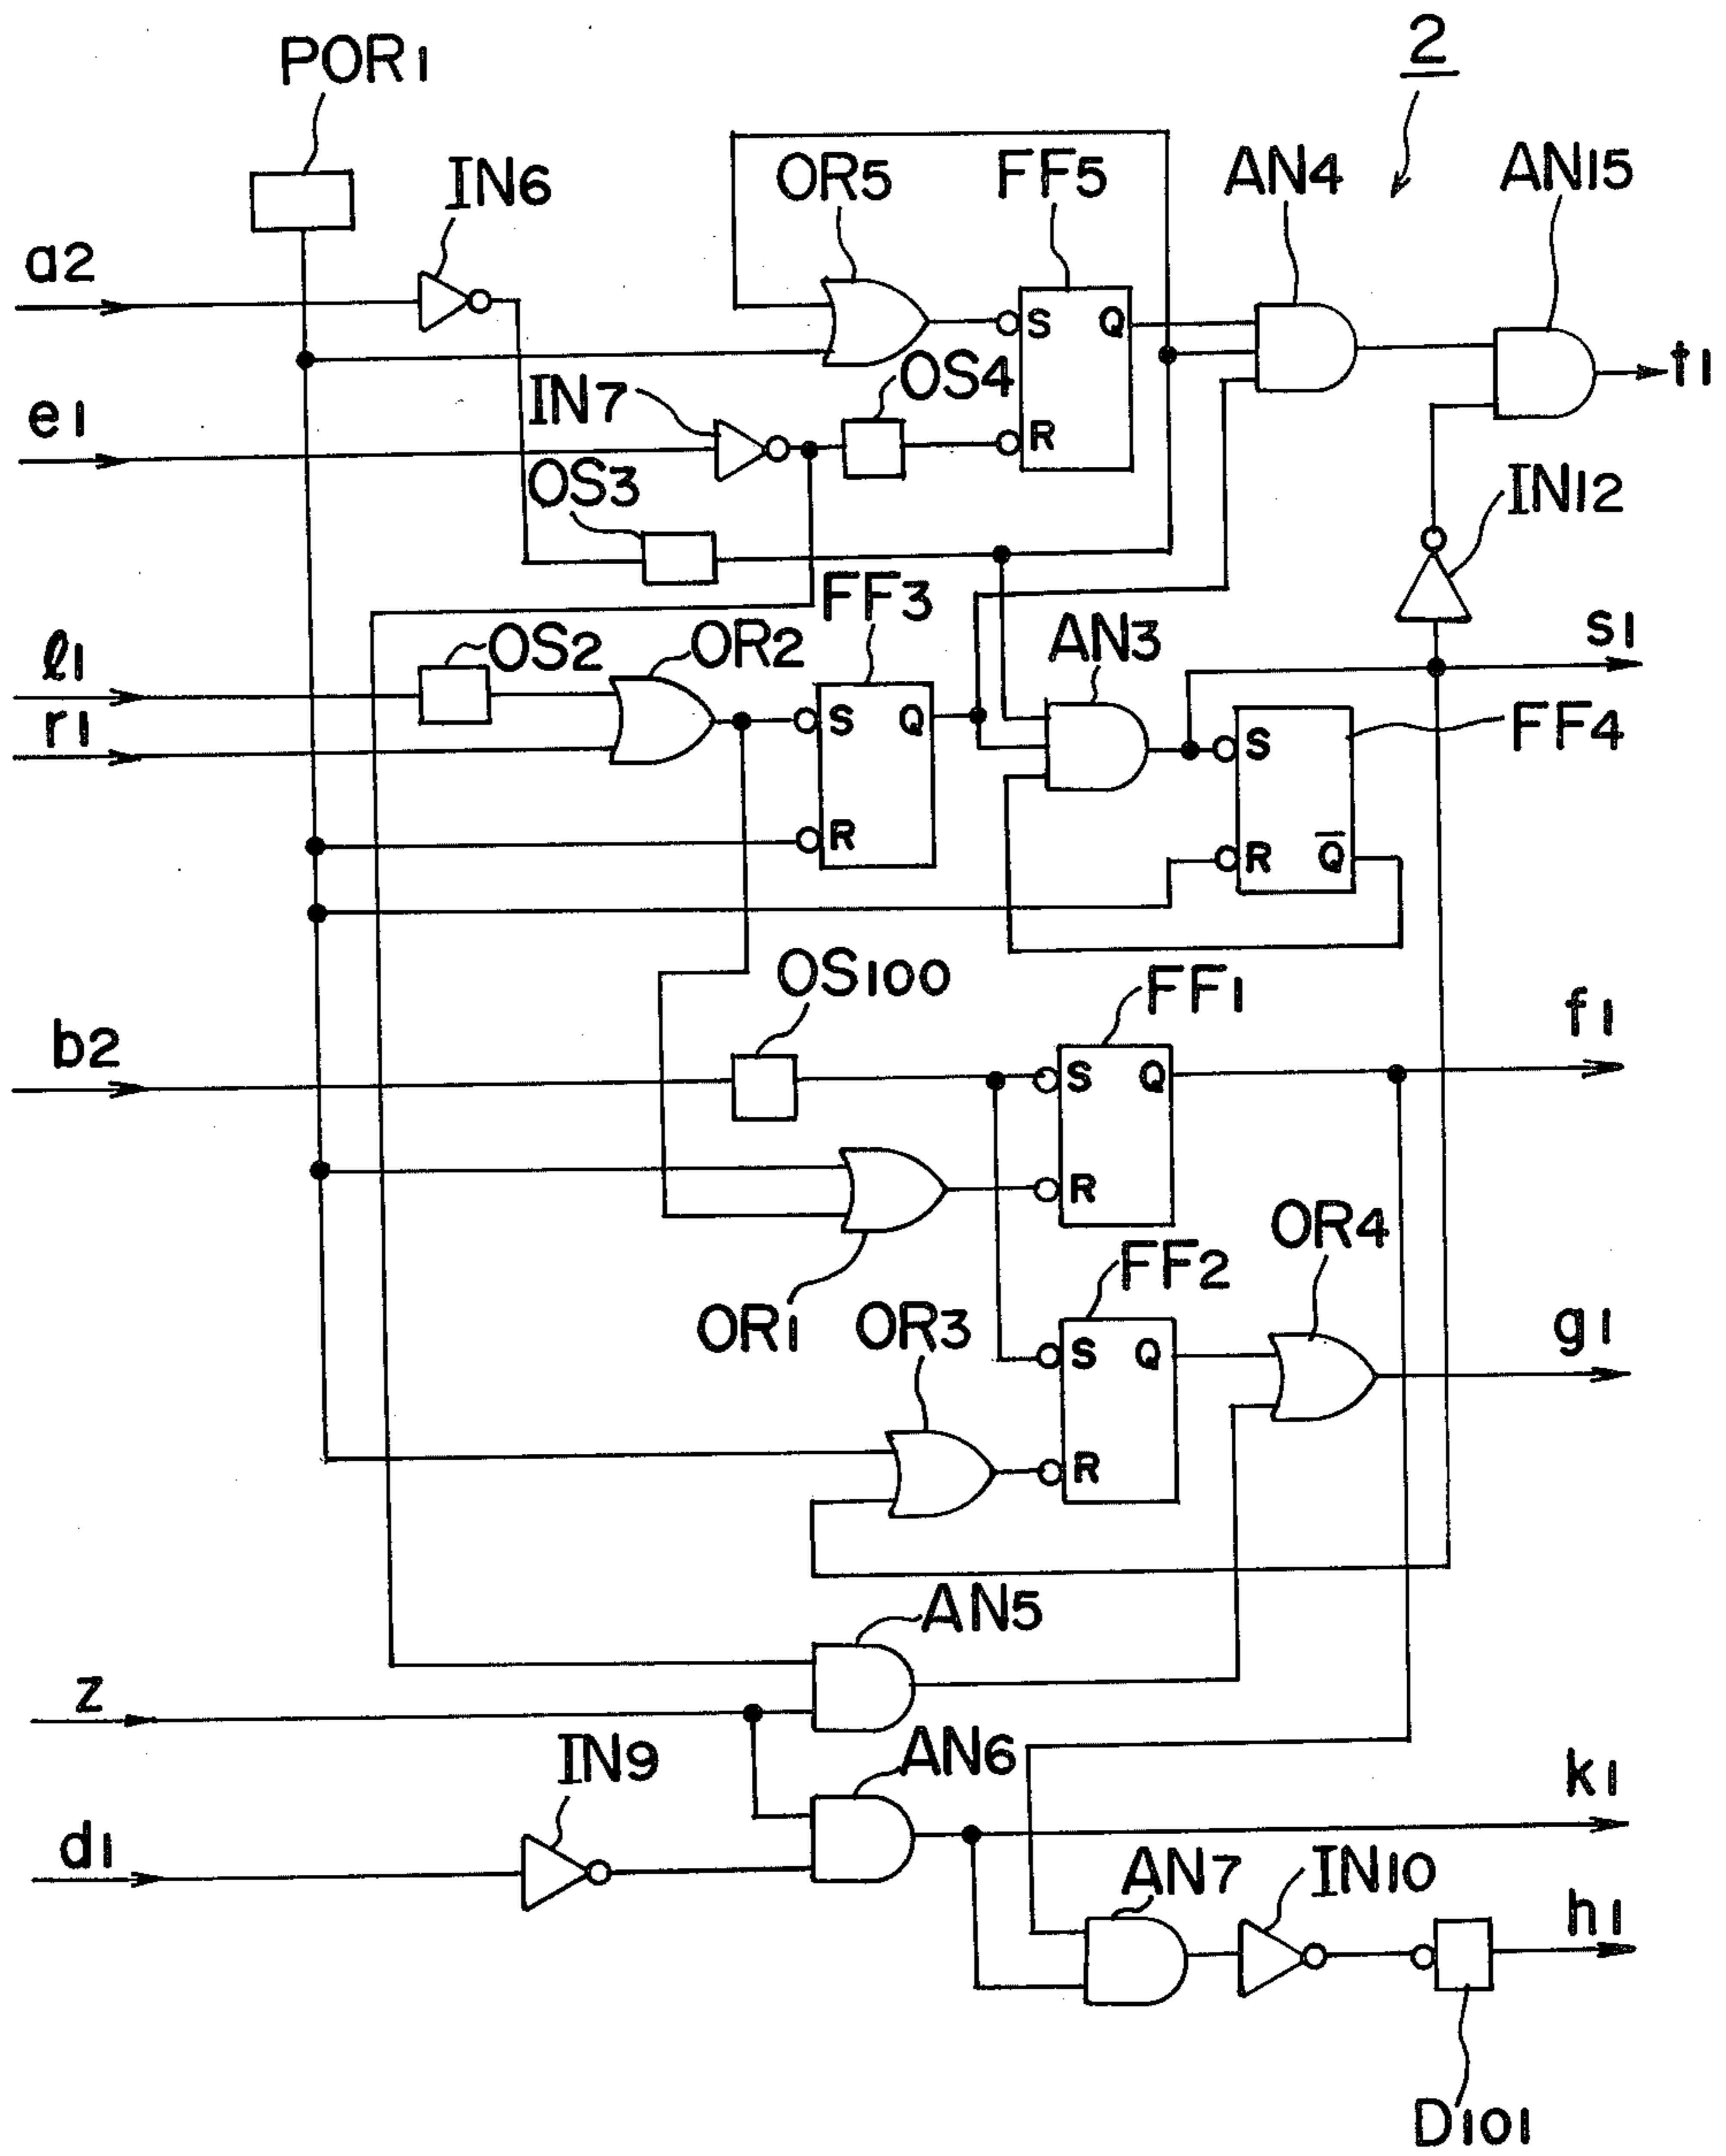 2
POR1
IN6
OR5
FF5
AN4
AN15
a2
S
Q
t1
OS4
IN7
e1
R
OS3
IN12
FF3
ℓ1
OS2
OR2
AN3
s1
r1
S
Q
S
FF4
R
R
Q̅
OS100
FF1
f1
b2
S
Q
R
OR4
FF2
OR1
OR3
g1
S
Q
R
AN5
z
IN9
AN6
k1
d1
AN7
IN10
h1
D101